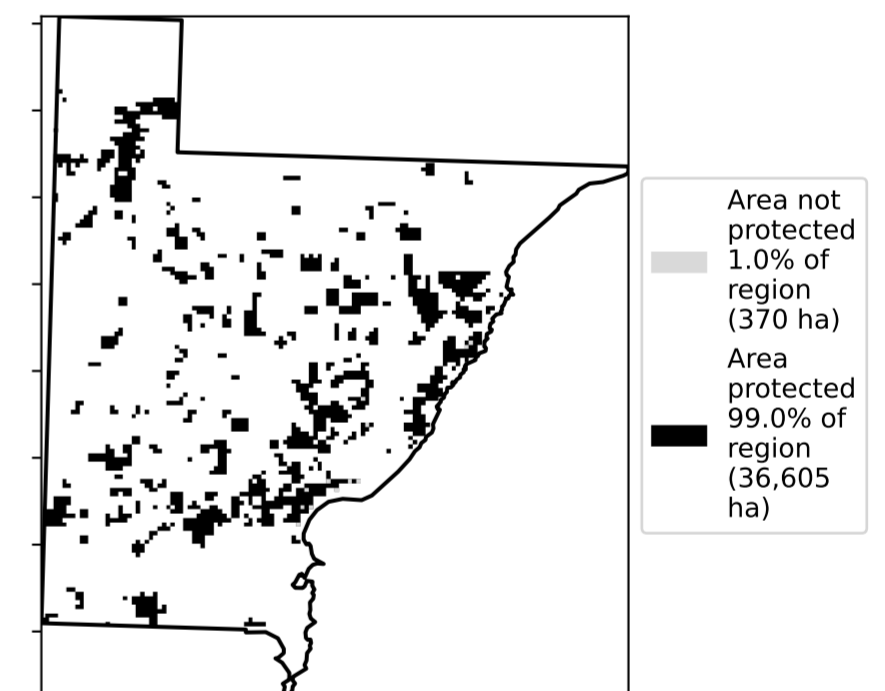 Area not
protected
1.0% of
region
(370 ha)
Area
protected
99.0% of
region
(36,605
ha)